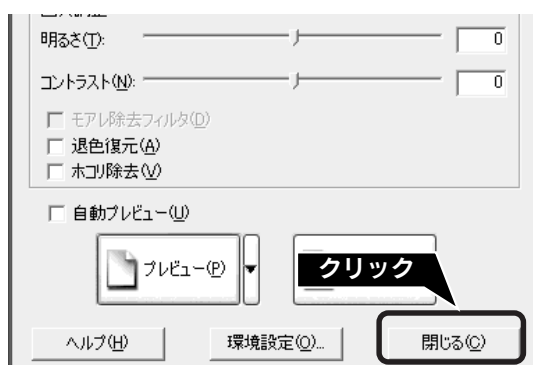 明るさ(T): 0
コントラスト(N): 0
モアレ除去フィルタ(D)
退色復元(A)
ホコリ除去(V)
自動プレビュー(U)
プレビュー(P)
クリック
ヘルプ(H) 環境設定(O)... 閉じる(C)